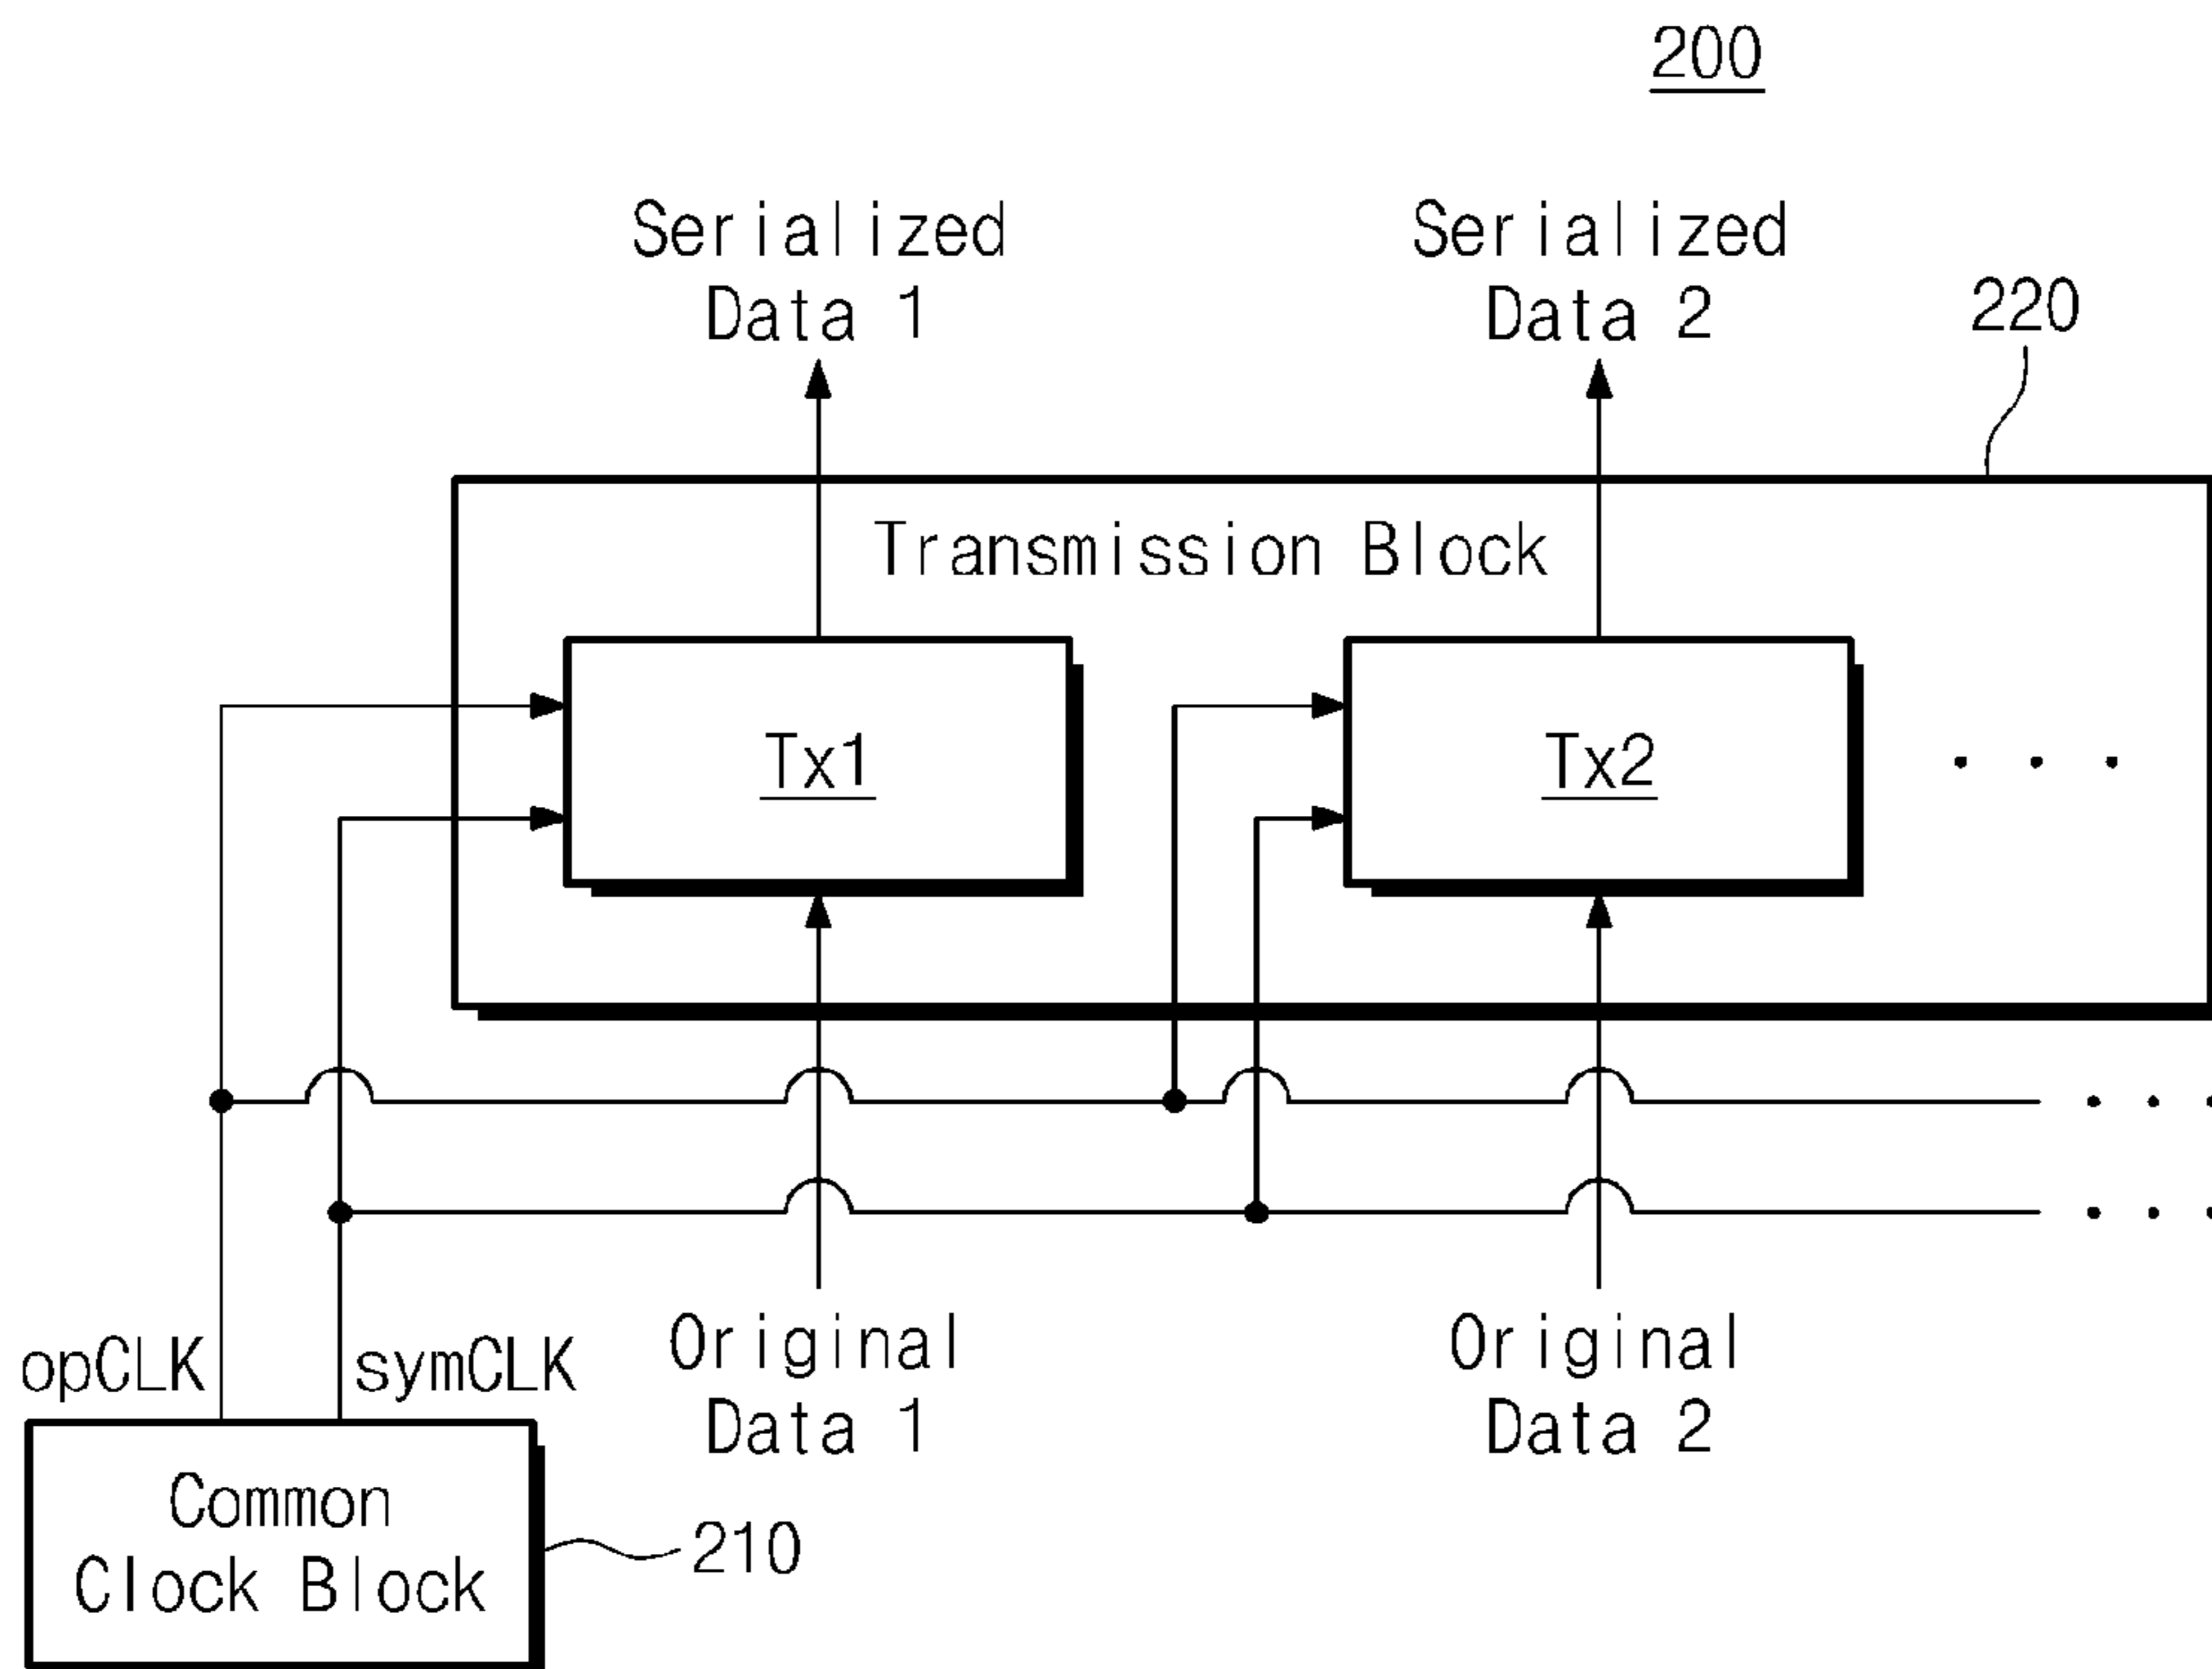 200
Serialized
Data 1
Serialized
Data 2
220
Transmission Block
Tx1
Tx2
. . .
. . .
. . .
opCLK
symCLK
Original
Data 1
Original
Data 2
Common
Clock Block
210